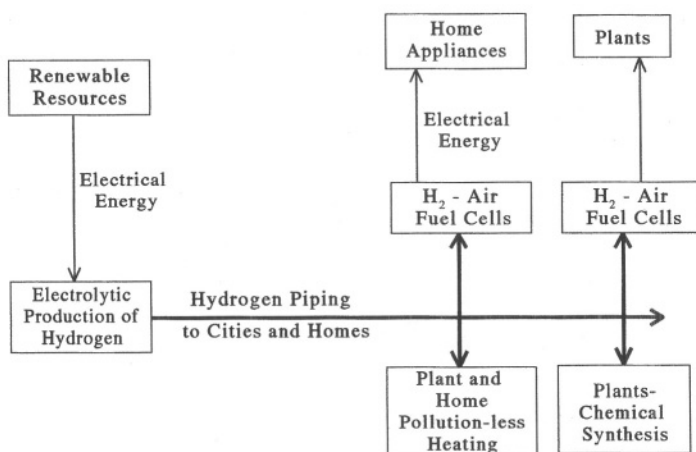 Home
Appliances
Plants
Renewable
Resources
Electrical
Energy
Electrical
Energy
H₂ - Air
Fuel Cells
H₂ - Air
Fuel Cells
Electrolytic
Production of
Hydrogen
Hydrogen Piping
to Cities and Homes
Plant and
Home
Pollution-less
Heating
Plants-
Chemical
Synthesis